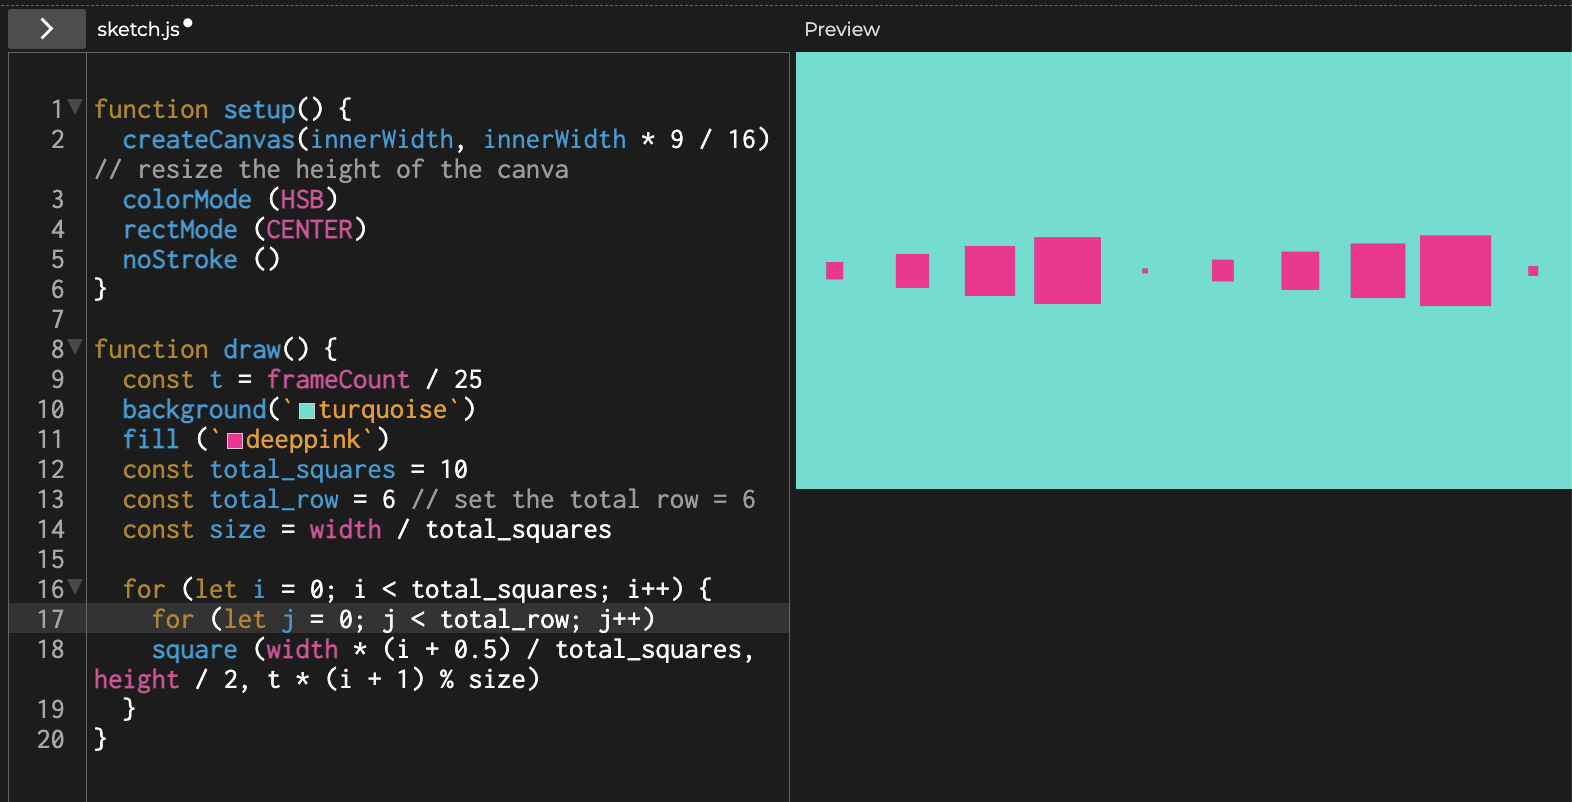 sketch.js
Preview
1 function setup() {
2 createCanvas(innerWidth, innerWidth * 9 / 16)
// resize the height of the canva
3 colorMode (HSB)
4 rectMode (CENTER)
5 noStroke ()
6 }
7
8 function draw() {
9 const t = frameCount / 25
10 background(`turquoise`)
11 fill (`deeppink`)
12 const total_squares = 10
13 const total_row = 6 // set the total row = 6
14 const size = width / total_squares
15
16 for (let i = 0; i < total_squares; i++) {
17 for (let j = 0; j < total_row; j++)
18 square (width * (i + 0.5) / total_squares,
height / 2, t * (i + 1) % size)
19 }
20 }